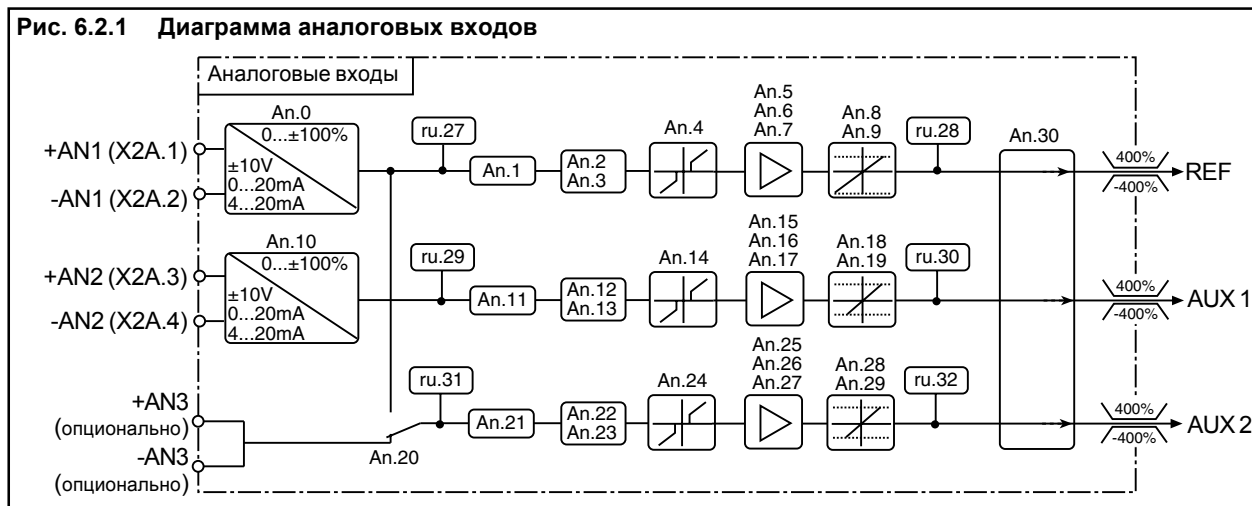 Рис. 6.2.1 Диаграмма аналоговых входов
Аналоговые входы
An.0
0...±100%
±10V
0...20mA
4...20mA
+AN1 (X2A.1)
-AN1 (X2A.2)
ru.27
An.1
An.2
An.3
An.4
An.5
An.6
An.7
An.8
An.9
ru.28
An.30
400%
-400%
REF
An.10
0...±100%
±10V
0...20mA
4...20mA
+AN2 (X2A.3)
-AN2 (X2A.4)
ru.29
An.11
An.12
An.13
An.14
An.15
An.16
An.17
An.18
An.19
ru.30
400%
-400%
AUX 1
+AN3
(опционально)
-AN3
(опционально)
An.20
ru.31
An.21
An.22
An.23
An.24
An.25
An.26
An.27
An.28
An.29
ru.32
400%
-400%
AUX 2